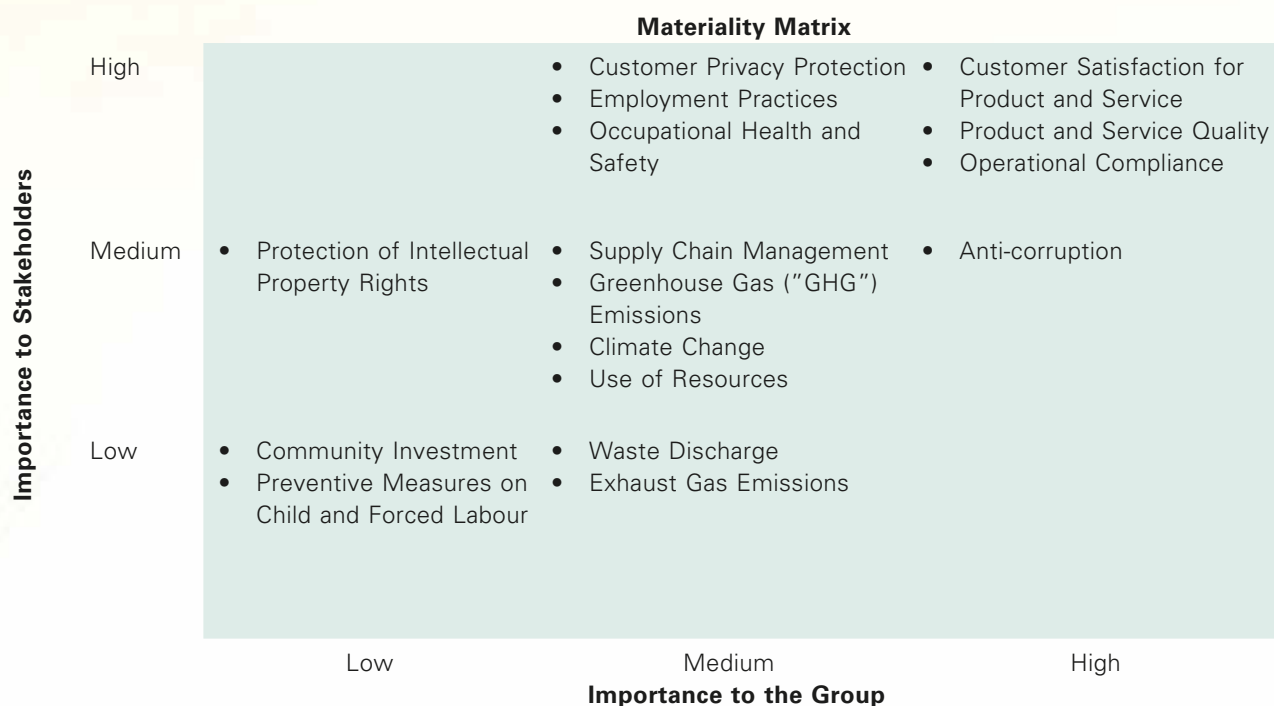 Materiality Matrix
Importance to Stakeholders
High
• Customer Privacy Protection
• Employment Practices
• Occupational Health and
Safety
• Customer Satisfaction for
Product and Service
• Product and Service Quality
• Operational Compliance
Medium
• Protection of Intellectual
Property Rights
• Supply Chain Management
• Greenhouse Gas (”GHG”)
Emissions
• Climate Change
• Use of Resources
• Anti-corruption
Low
• Community Investment
• Preventive Measures on
Child and Forced Labour
• Waste Discharge
• Exhaust Gas Emissions
Low
Medium
High
Importance to the Group